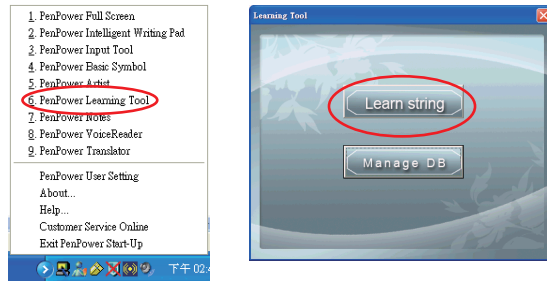 1. PenPower Full Screen
2. PenPower Intelligent Writing Pad
3. PenPower Input Tool
4. PenPower Basic Symbol
5. PenPower Artist
6. PenPower Learning Tool
7. PenPower Notes
8. PenPower VoiceReader
9. PenPower Translator
PenPower User Setting
About...
Help...
Customer Service Online
Exit PenPower Start-Up
下午 02:4
Learning Tool
Learn string
Manage DB